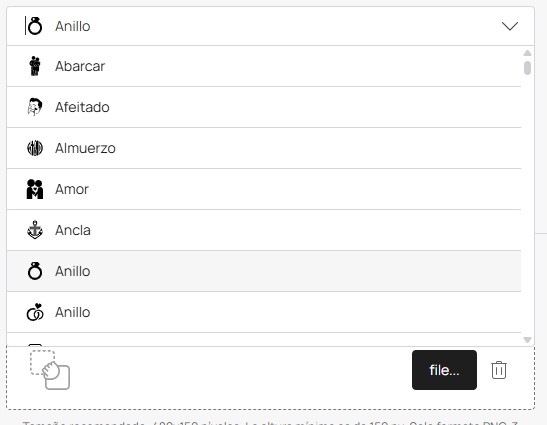 Anillo
Abarcar
Afeitado
Almuerzo
Amor
Ancla
Anillo
Anillo
file...